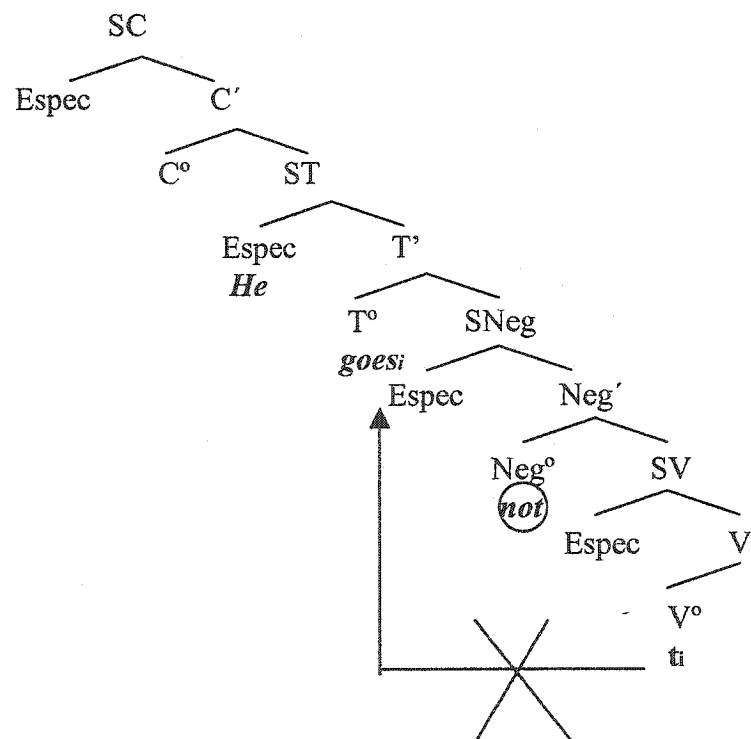 SC
Espec C´
Cº ST
Espec T’
He
Tº SNeg
goesi
Espec Neg´
Negº SV
not
Espec V
Vº
ti